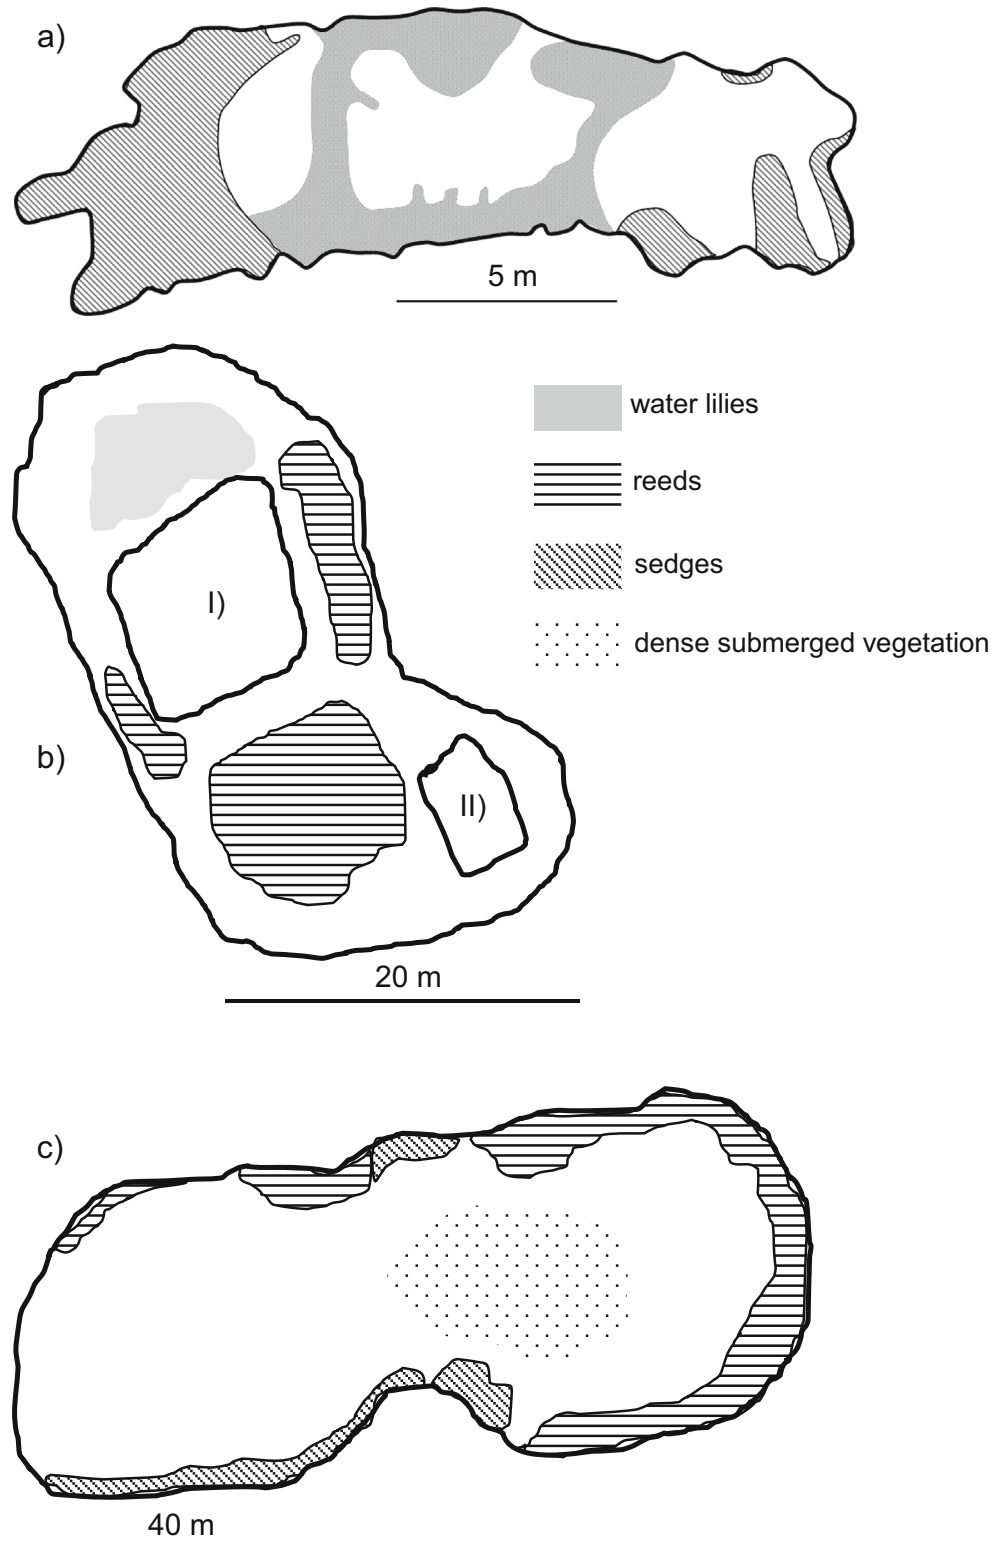 a)
5 m
water lilies
reeds
sedges
dense submerged vegetation
I)
b)
II)
20 m
c)
40 m